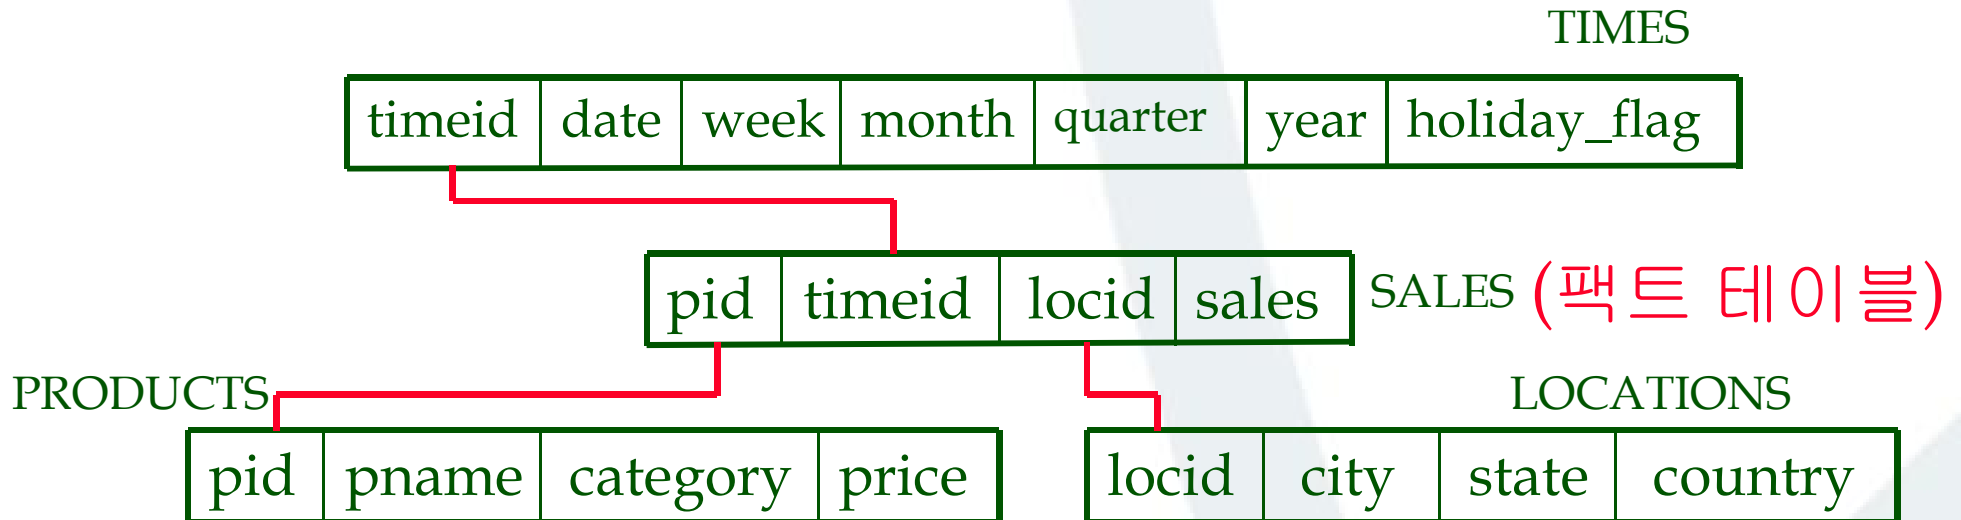 TIMES
timeid date week month quarter year holiday_flag
pid timeid locid sales SALES (팩트 테이블)
PRODUCTS LOCATIONS
pid pname category price locid city state country